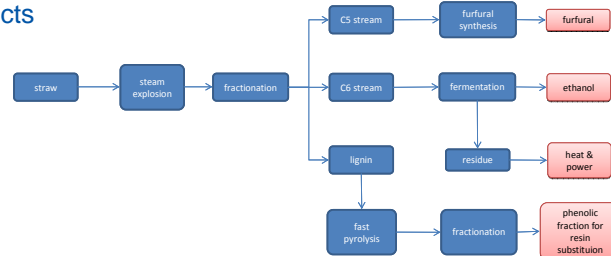 cts
C5 stream
furfural
synthesis
furfural
straw
steam
explosion
fractionation
C6 stream
fermentation
ethanol
lignin
residue
heat &
power
fast
pyrolysis
fractionation
phenolic
fraction for
resin
substituion